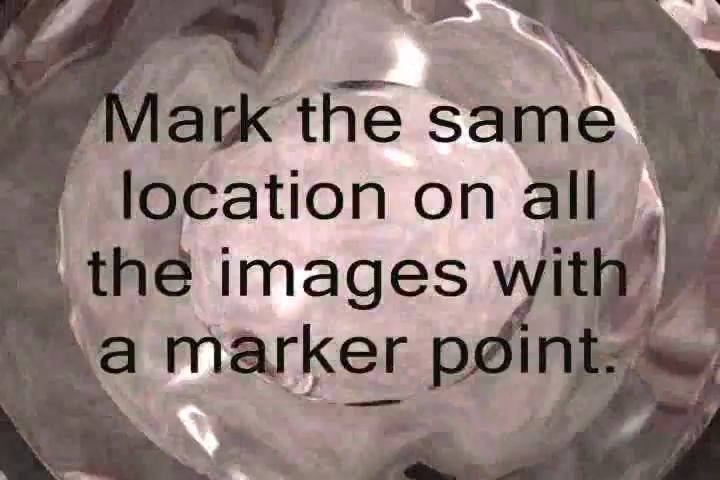 Mark the same
location on all
the images with
a marker point.